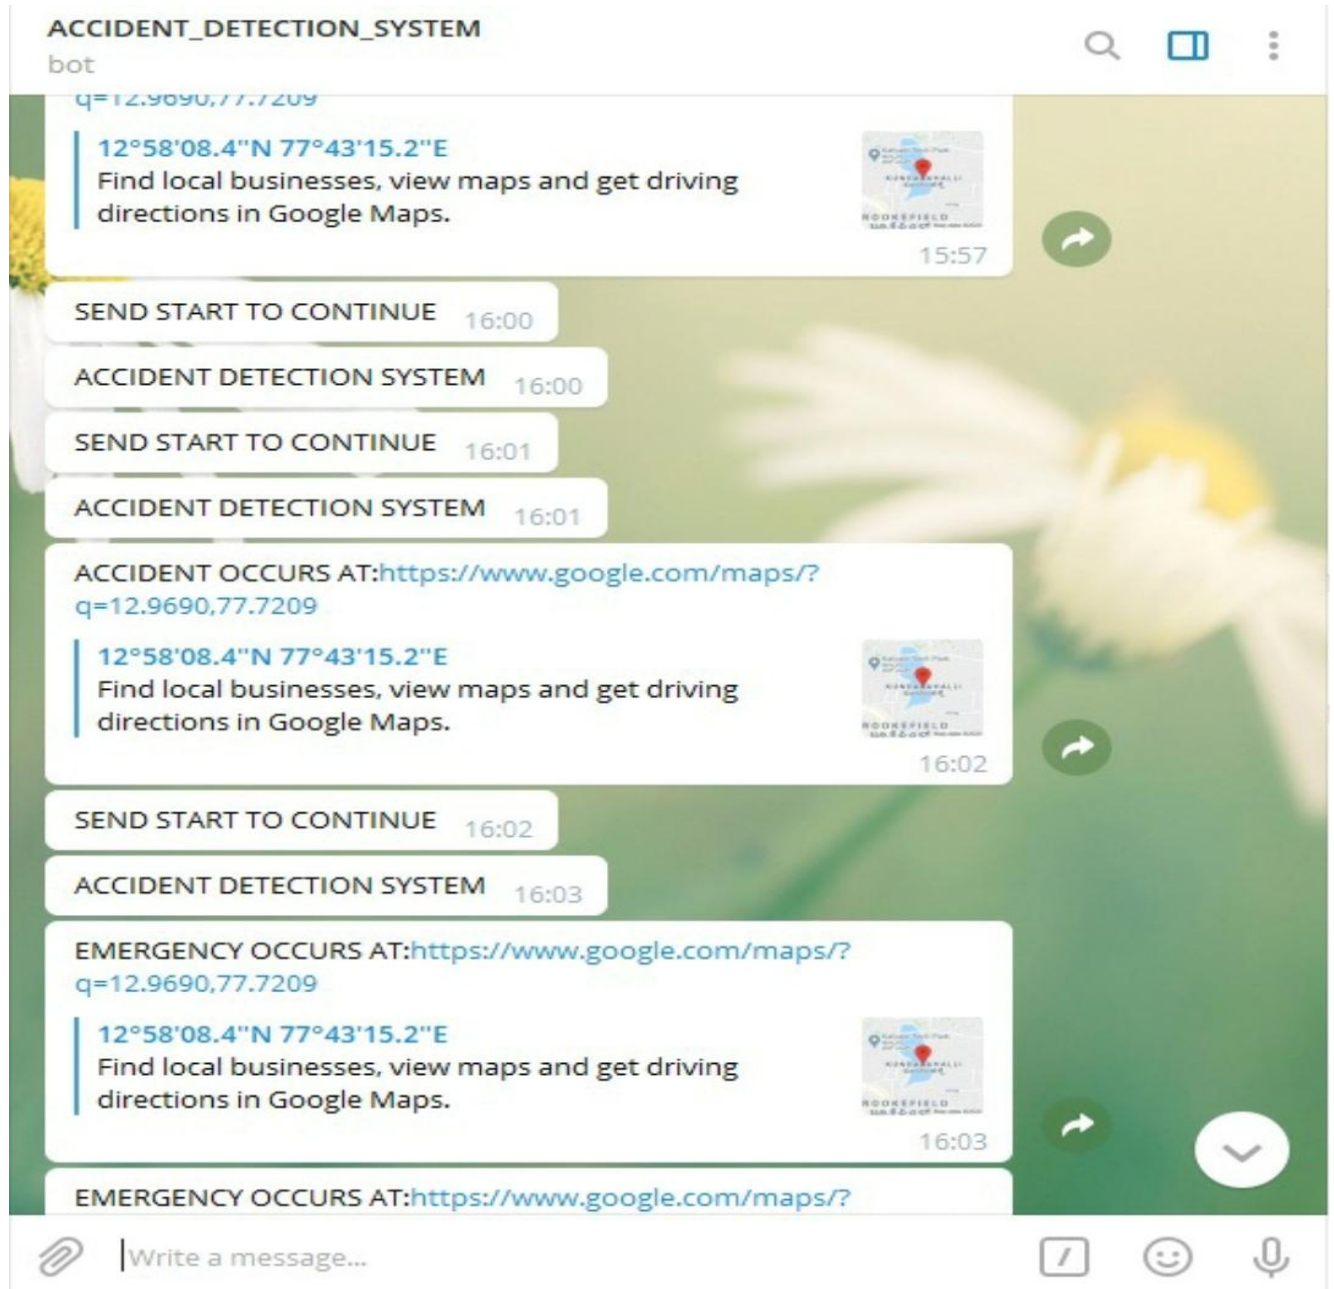 ACCIDENT_DETECTION_SYSTEM
bot
q=12.9690,77.7209
12°58'08.4"N 77°43'15.2"E
Find local businesses, view maps and get driving
directions in Google Maps.
15:57
SEND START TO CONTINUE 16:00
ACCIDENT DETECTION SYSTEM 16:00
SEND START TO CONTINUE 16:01
ACCIDENT DETECTION SYSTEM 16:01
ACCIDENT OCCURS AT:https://www.google.com/maps/?
q=12.9690,77.7209
12°58'08.4"N 77°43'15.2"E
Find local businesses, view maps and get driving
directions in Google Maps.
16:02
SEND START TO CONTINUE 16:02
ACCIDENT DETECTION SYSTEM 16:03
EMERGENCY OCCURS AT:https://www.google.com/maps/?
q=12.9690,77.7209
12°58'08.4"N 77°43'15.2"E
Find local businesses, view maps and get driving
directions in Google Maps.
16:03
EMERGENCY OCCURS AT:https://www.google.com/maps/?
Write a message...